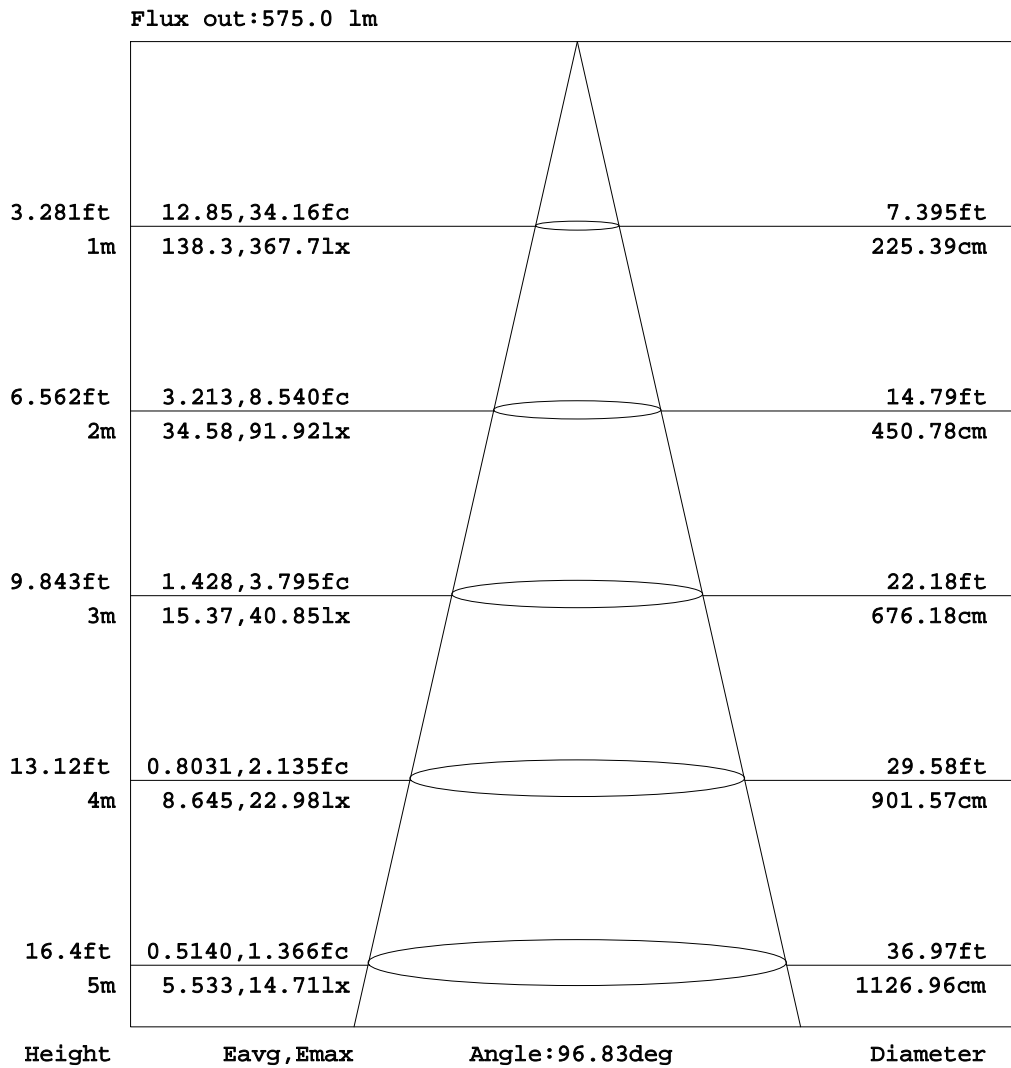 Flux out:575.0 lm
3.281ft 12.85,34.16fc 7.395ft
1m 138.3,367.7lx 225.39cm
6.562ft 3.213,8.540fc 14.79ft
2m 34.58,91.92lx 450.78cm
9.843ft 1.428,3.795fc 22.18ft
3m 15.37,40.85lx 676.18cm
13.12ft 0.8031,2.135fc 29.58ft
4m 8.645,22.98lx 901.57cm
16.4ft 0.5140,1.366fc 36.97ft
5m 5.533,14.71lx 1126.96cm
Height Eavg,Emax Angle:96.83deg Diameter